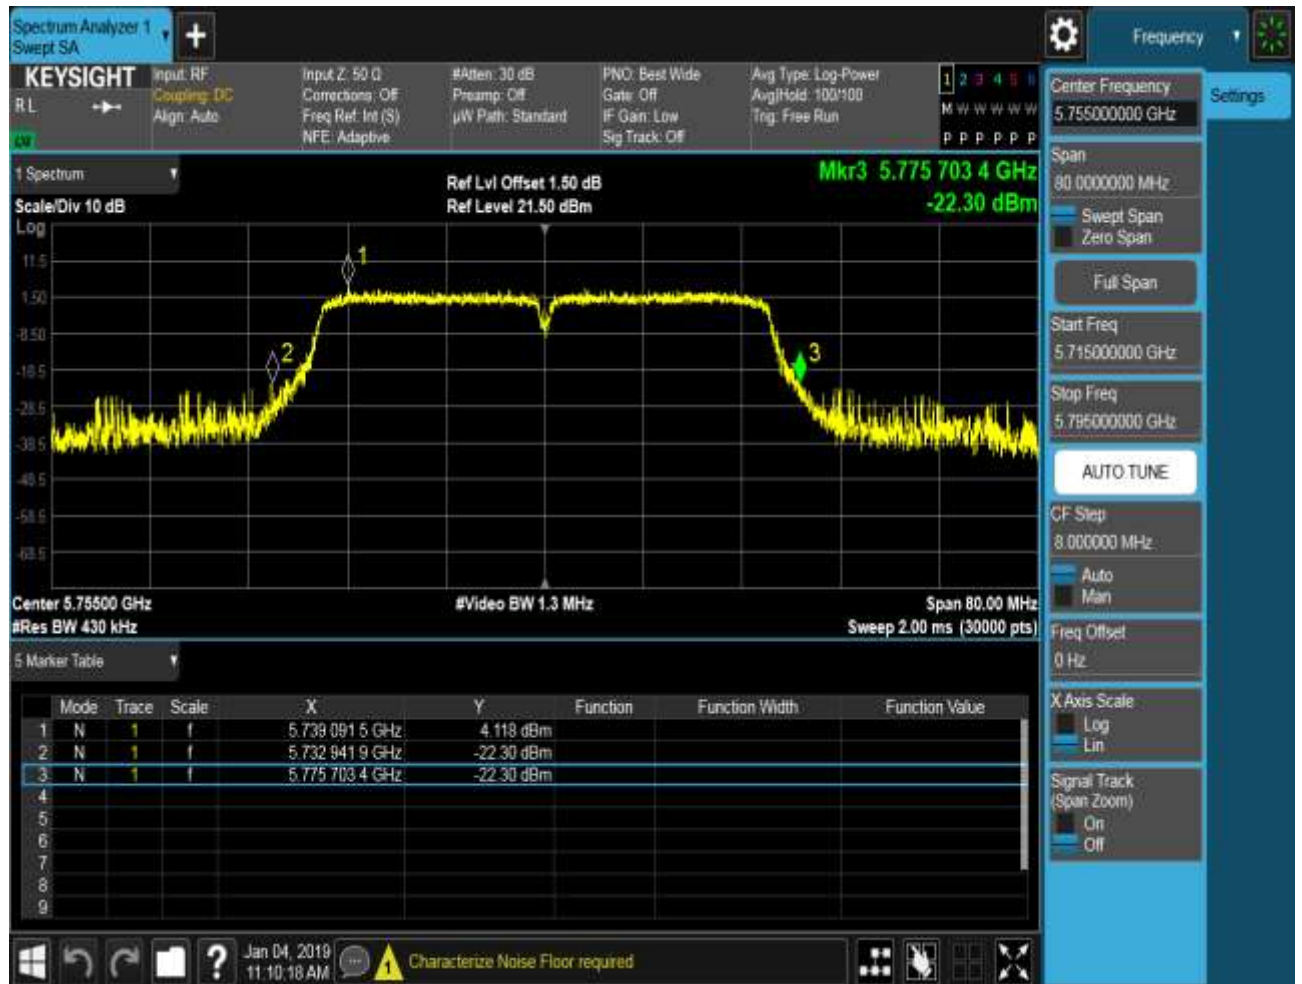 Spectrum Analyzer 1
Swept SA
+
Frequency
KEYSIGHT
RL
Input: RF
Coupling: DC
Align: Auto
Input Z: 50 Ω
Corrections: Off
Freq Ref: Int (S)
NFE: Adaptive
#Atten: 30 dB
Preamp: Off
µW Path: Standard
PNO: Best Wide
Gate: Off
IF Gain: Low
Sig Track: Off
Avg Type: Log-Power
Avg|Hold: 100/100
Trig: Free Run
1 2 3 4 5 6
M W W W W W
P P P P P P
1 Spectrum
Scale/Div 10 dB
Log
Ref Lvl Offset 1.50 dB
Ref Level 21.50 dBm
Mkr3 5.775 703 4 GHz
-22.30 dBm
11.5
1.50
-8.50
-18.5
-28.5
-38.5
-48.5
-58.5
-68.5
1
2
3
Center 5.75500 GHz
#Video BW 1.3 MHz
Span 80.00 MHz
#Res BW 430 kHz
Sweep 2.00 ms (30000 pts)
5 Marker Table
Mode Trace Scale X Y Function Function Width Function Value
1 N 1 f 5.739 091 5 GHz 4.118 dBm
2 N 1 f 5.732 941 9 GHz -22.30 dBm
3 N 1 f 5.775 703 4 GHz -22.30 dBm
4
5
6
7
8
9
Center Frequency
5.755000000 GHz
Settings
Span
80.0000000 MHz
Swept Span
Zero Span
Full Span
Start Freq
5.715000000 GHz
Stop Freq
5.795000000 GHz
AUTO TUNE
CF Step
8.000000 MHz
Auto
Man
Freq Offset
0 Hz
X Axis Scale
Log
Lin
Signal Track
(Span Zoom)
On
Off
?
Jan 04, 2019
11:10:18 AM
1
Characterize Noise Floor required